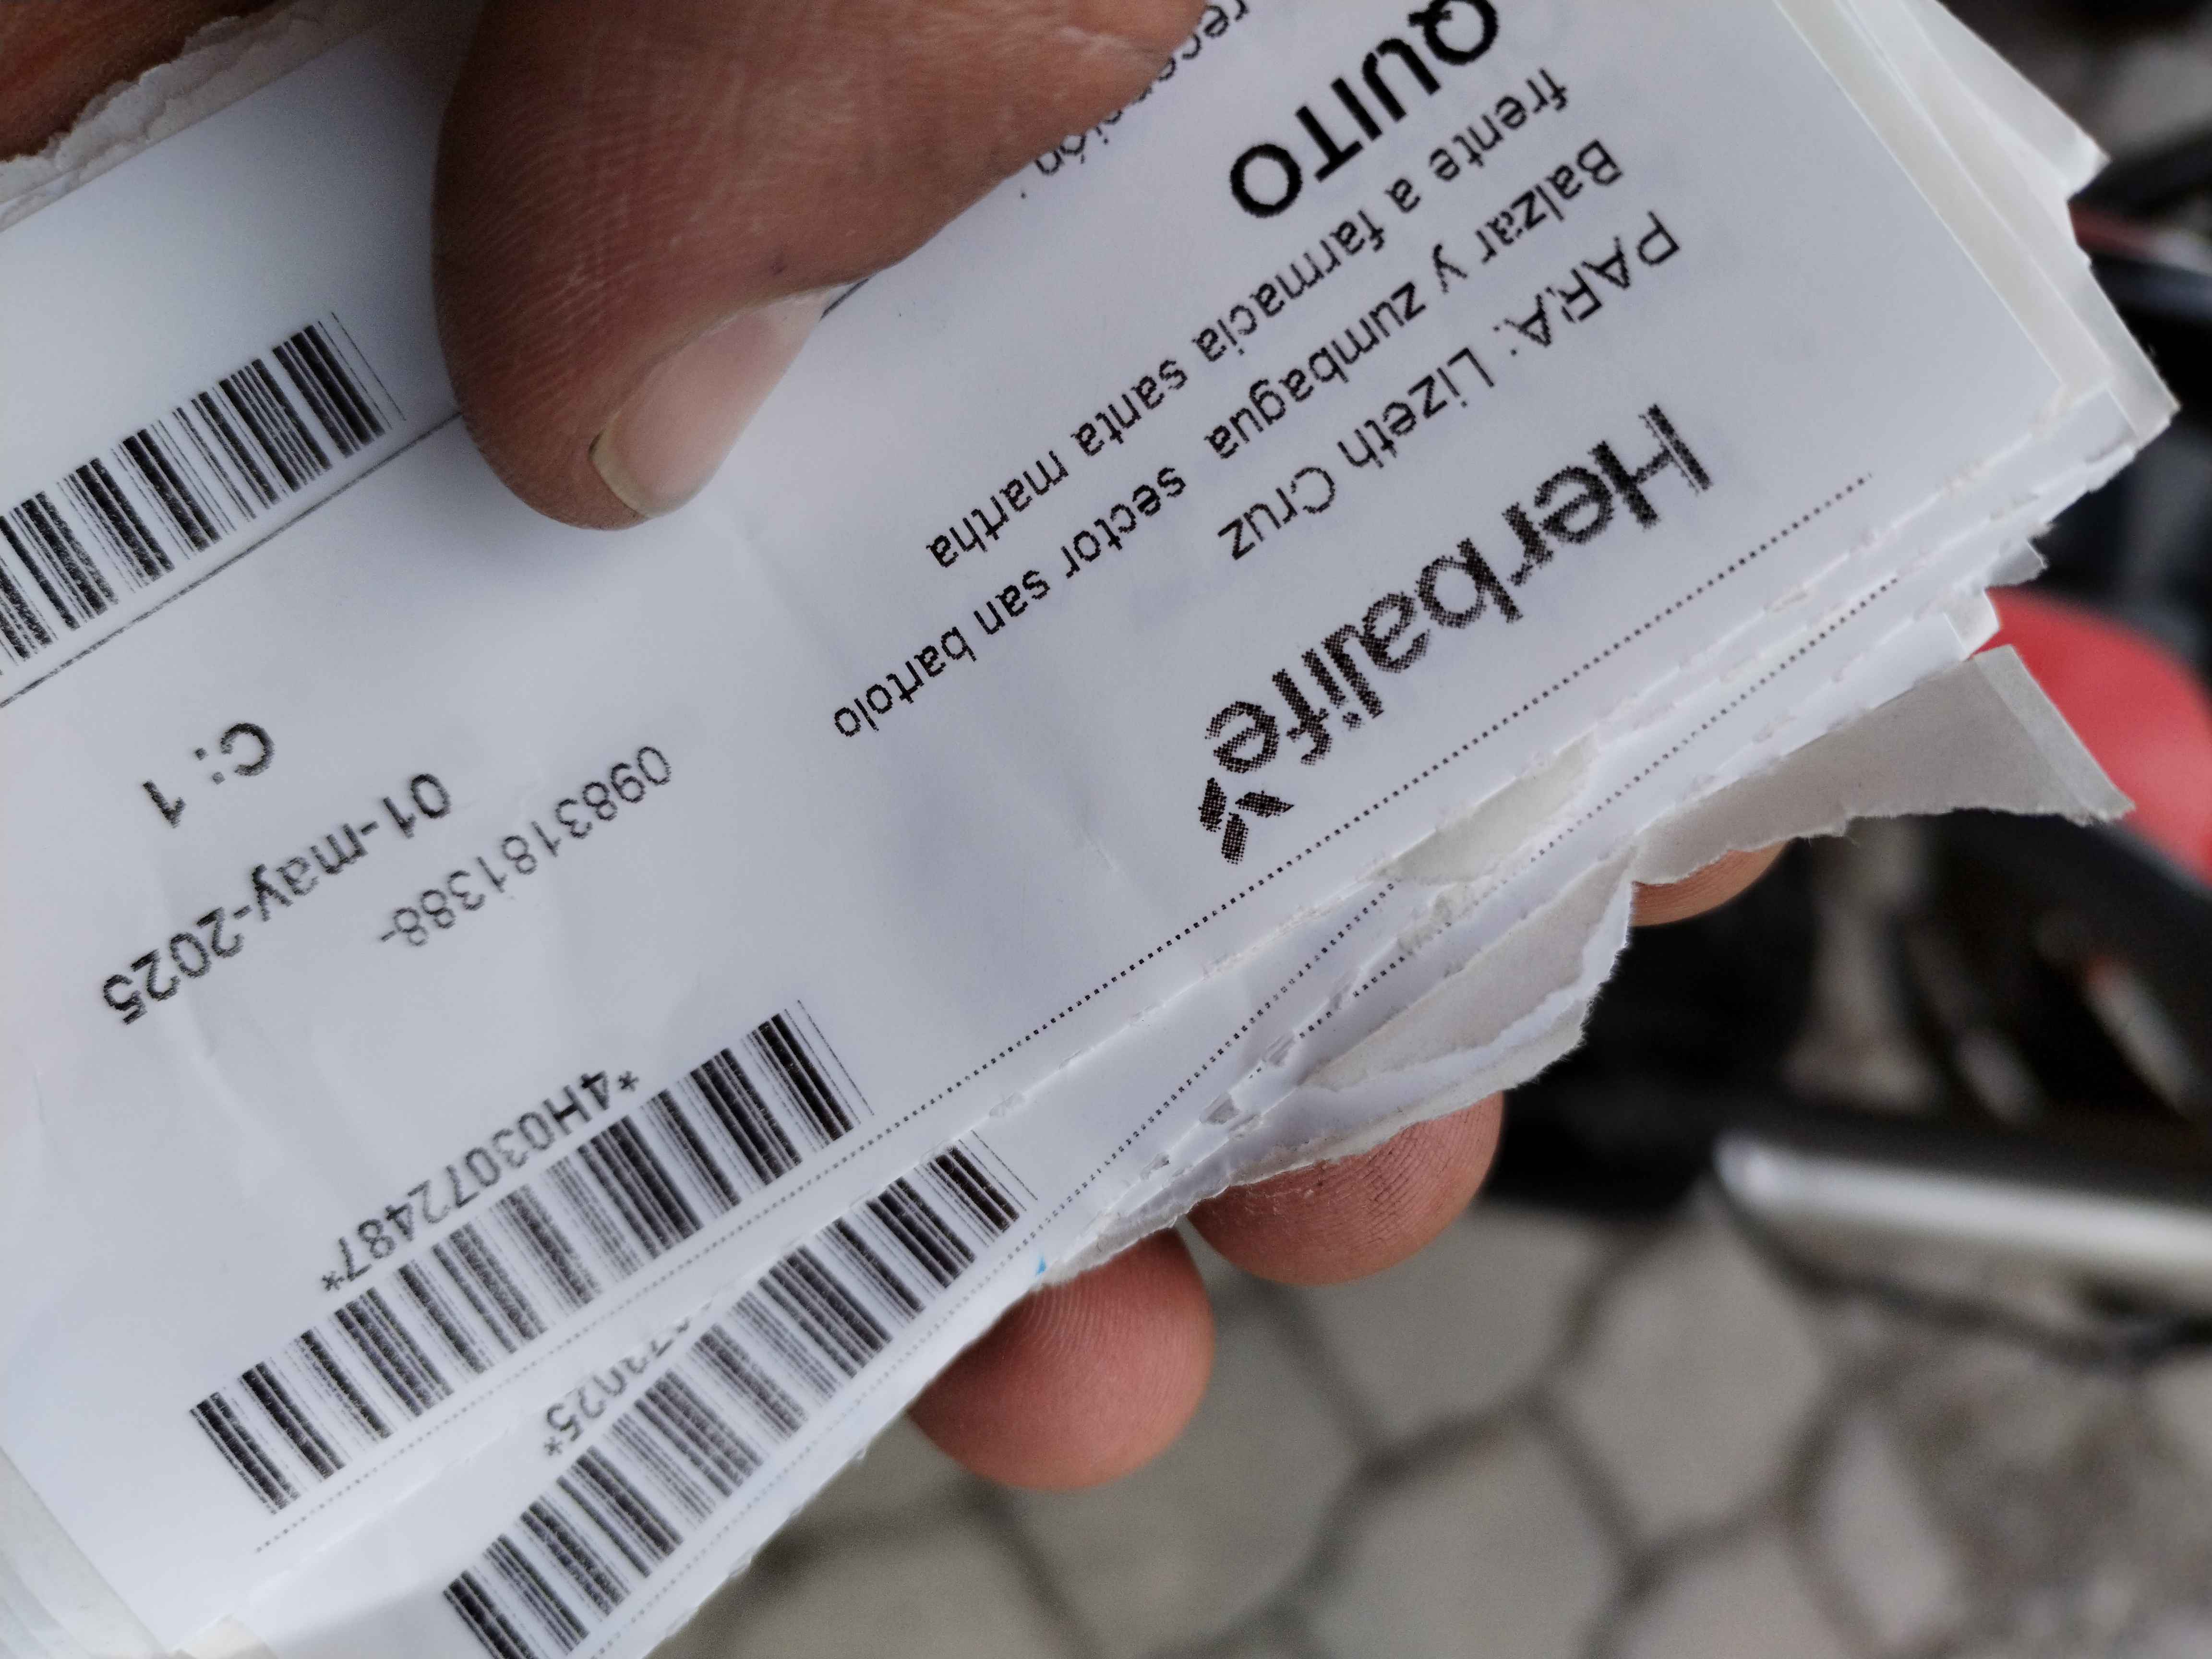 Herbalife
*4H03072487*
PARA: Lizeth Cruz
0983181388-
Balzar y zumbagua sector san bartolo
01-may-2025
frente a farmacia santa martha
C: 1
QUITO